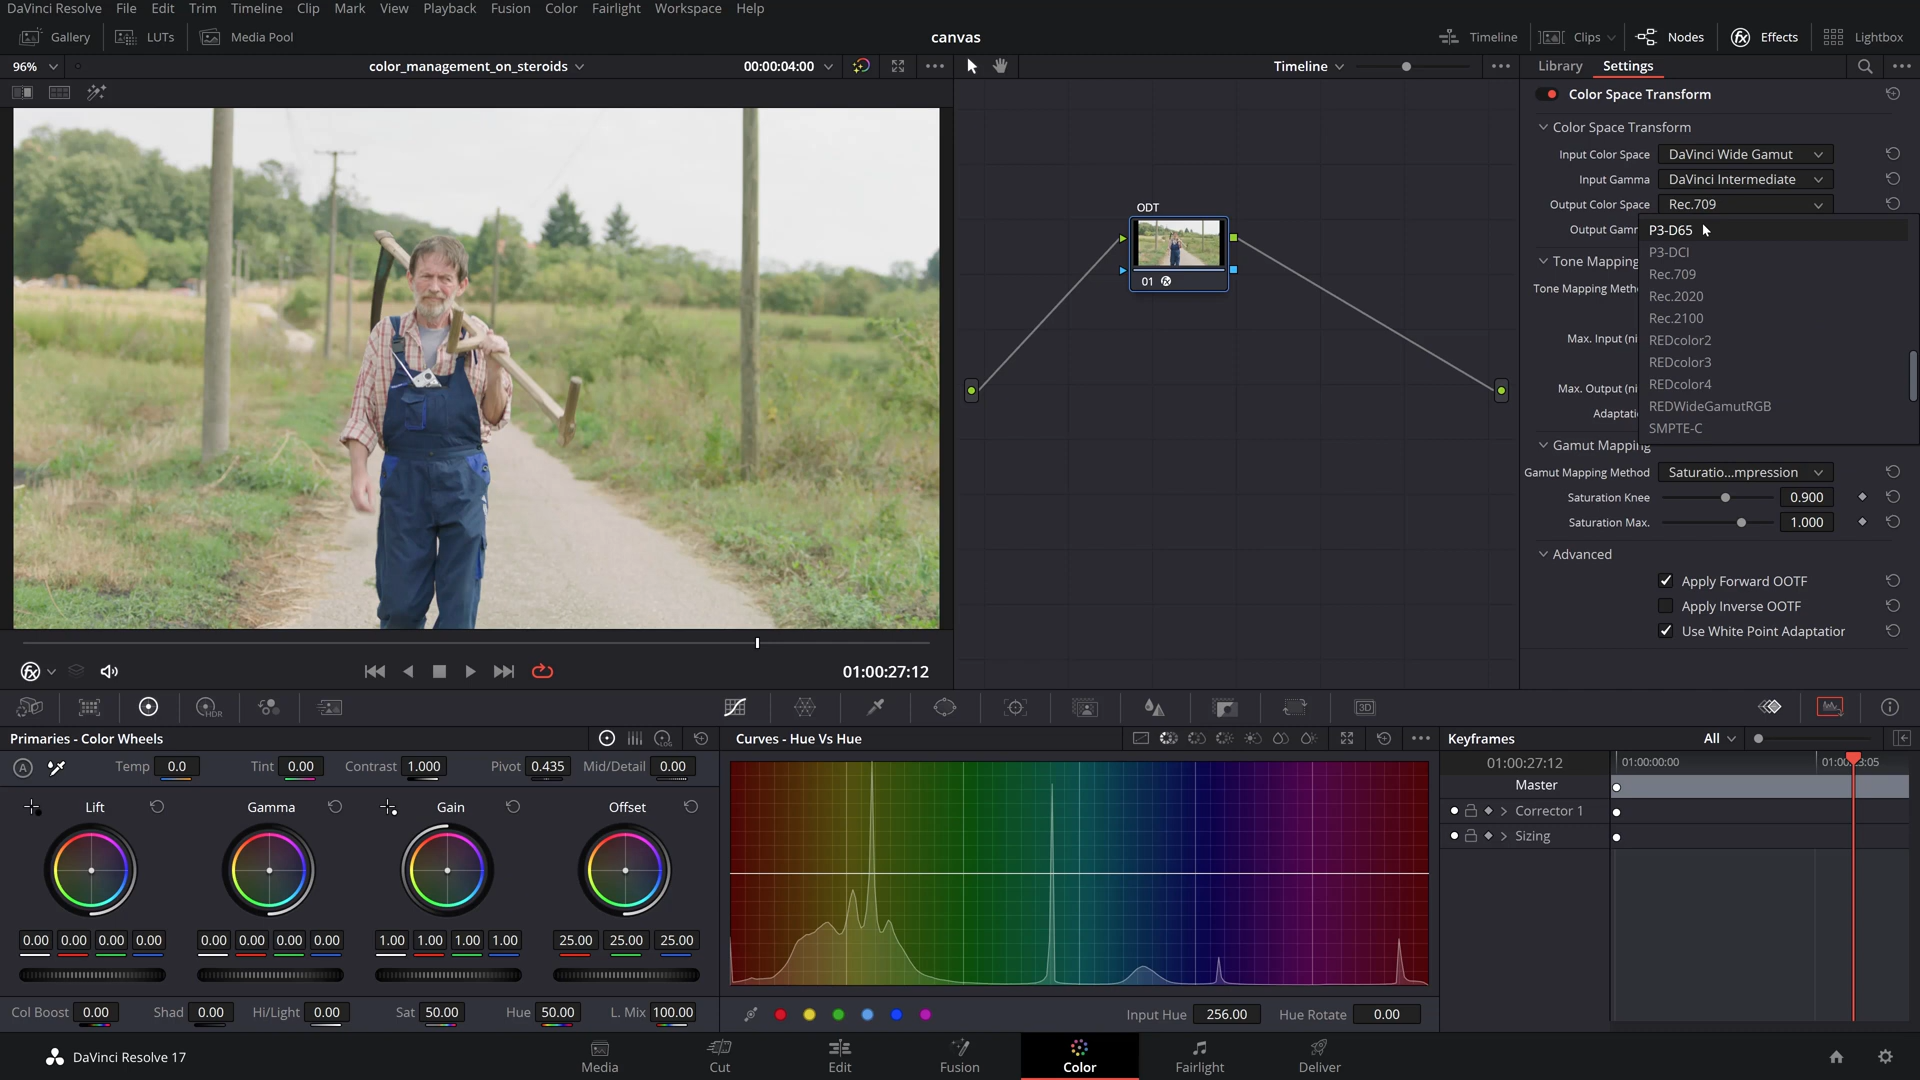 DaVinci Resolve File Edit Trim Timeline Clip Mark View Playback Fusion Color Fairlight Workspace Help
Gallery LUTs Media Pool canvas Timeline Clips Nodes Effects Lightbox
96% color_management_on_steroids 00:00:04:00 Timeline Library Settings
Color Space Transform
Color Space Transform
Input Color Space DaVinci Wide Gamut
Input Gamma DaVinci Intermediate
Output Color Space Rec.709
Output Gamm
P3-D65
P3-DCI
Rec.709
Rec.2020
Rec.2100
REDcolor2
REDcolor3
REDcolor4
REDWideGamutRGB
SMPTE-C
Tone Mapping
Tone Mapping Meth
Max. Input (ni
Max. Output (ni
Adaptati
Gamut Mapping
Gamut Mapping Method Saturatio...mpression
Saturation Knee 0.900
Saturation Max. 1.000
Advanced
Apply Forward OOTF
Apply Inverse OOTF
Use White Point Adaptation
ODT
01
01:00:27:12
HDR 3D
Primaries - Color Wheels
A Temp 0.0 Tint 0.00 Contrast 1.000 Pivot 0.435 Mid/Detail 0.00
Lift Gamma Gain Offset
0.00 0.00 0.00 0.00 0.00 0.00 0.00 0.00 1.00 1.00 1.00 1.00 25.00 25.00 25.00
Col Boost 0.00 Shad 0.00 Hi/Light 0.00 Sat 50.00 Hue 50.00 L. Mix 100.00
Curves - Hue Vs Hue
Input Hue 256.00 Hue Rotate 0.00
Keyframes All
01:00:27:12 01:00:00:00
Master
Corrector 1
Sizing
DaVinci Resolve 17 Media Cut Edit Fusion Color Fairlight Deliver